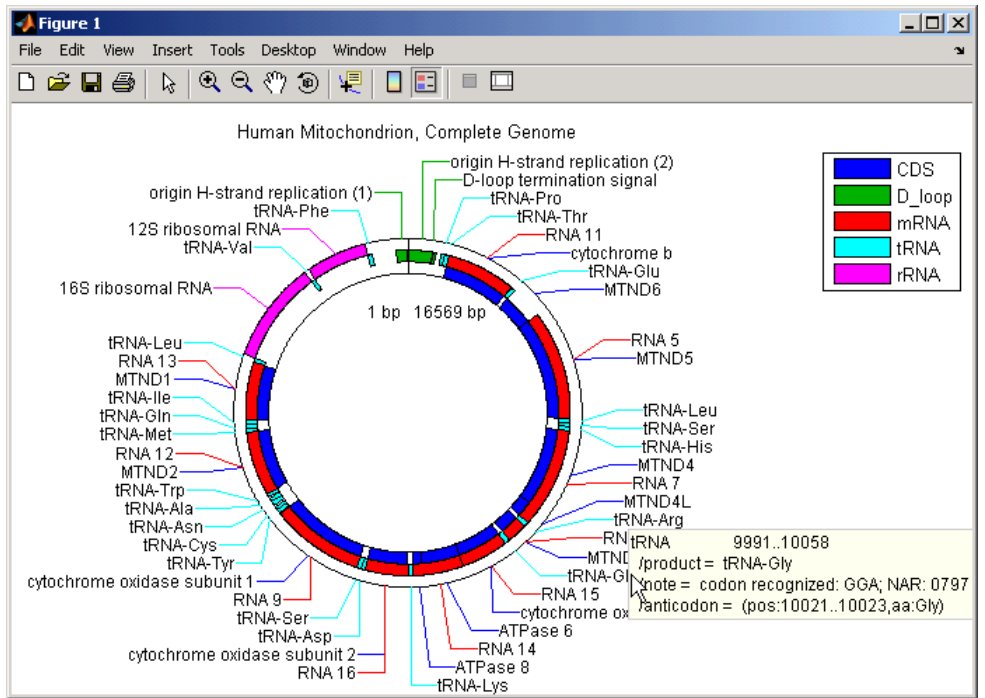 Figure 1
File Edit View Insert Tools Desktop Window Help
Human Mitochondrion, Complete Genome
CDS
D_loop
mRNA
tRNA
rRNA
origin H-strand replication (2)
D-loop termination signal
tRNA-Pro
tRNA-Thr
RNA 11
cytochrome b
tRNA-Glu
MTND6
RNA 5
MTND5
tRNA-Leu
tRNA-Ser
tRNA-His
MTND4
RNA 7
MTND4L
tRNA-Arg
RN
MTND
tRNA-Gl
RNA 15
cytochrome ox
ATPase 6
RNA 14
ATPase 8
tRNA-Lys
origin H-strand replication (1)
tRNA-Phe
12S ribosomal RNA
tRNA-Val
16S ribosomal RNA
tRNA-Leu
RNA 13
MTND1
tRNA-Ile
tRNA-Gln
tRNA-Met
RNA 12
MTND2
tRNA-Trp
tRNA-Ala
tRNA-Asn
tRNA-Cys
tRNA-Tyr
cytochrome oxidase subunit 1
RNA 9
tRNA-Ser
tRNA-Asp
cytochrome oxidase subunit 2
RNA 16
1 bp 16569 bp
tRNA 9991..10058
/product = tRNA-Gly
/note = codon recognized: GGA; NAR: 0797
/anticodon = (pos:10021..10023,aa:Gly)